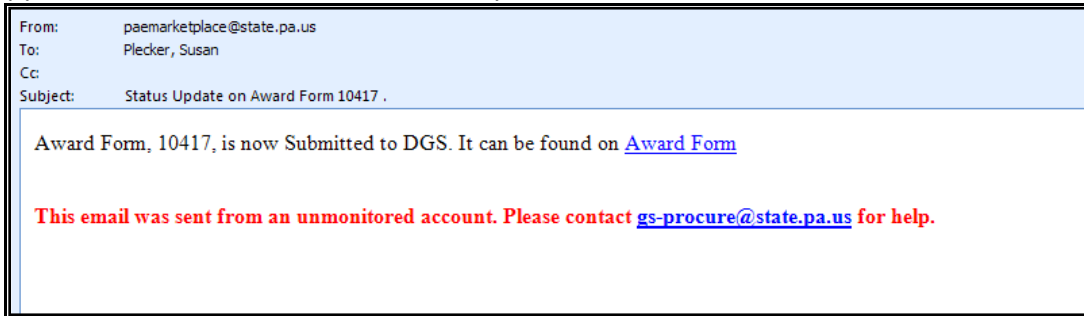 From: paemarketplace@state.pa.us
To: Plecker, Susan
Cc:
Subject: Status Update on Award Form 10417 .
Award Form, 10417, is now Submitted to DGS. It can be found on Award Form
This email was sent from an unmonitored account. Please contact gs-procure@state.pa.us for help.